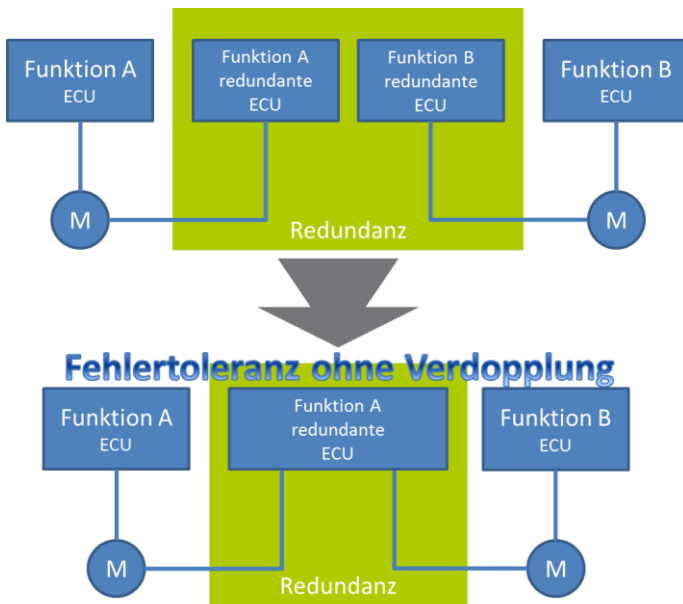 Funktion A
ECU
Funktion A
redundante
ECU
Funktion B
redundante
ECU
Funktion B
ECU
M
M
Redundanz
Fehlertoleranz ohne Verdopplung
Funktion A
ECU
Funktion A
redundante
ECU
Funktion B
ECU
M
M
Redundanz